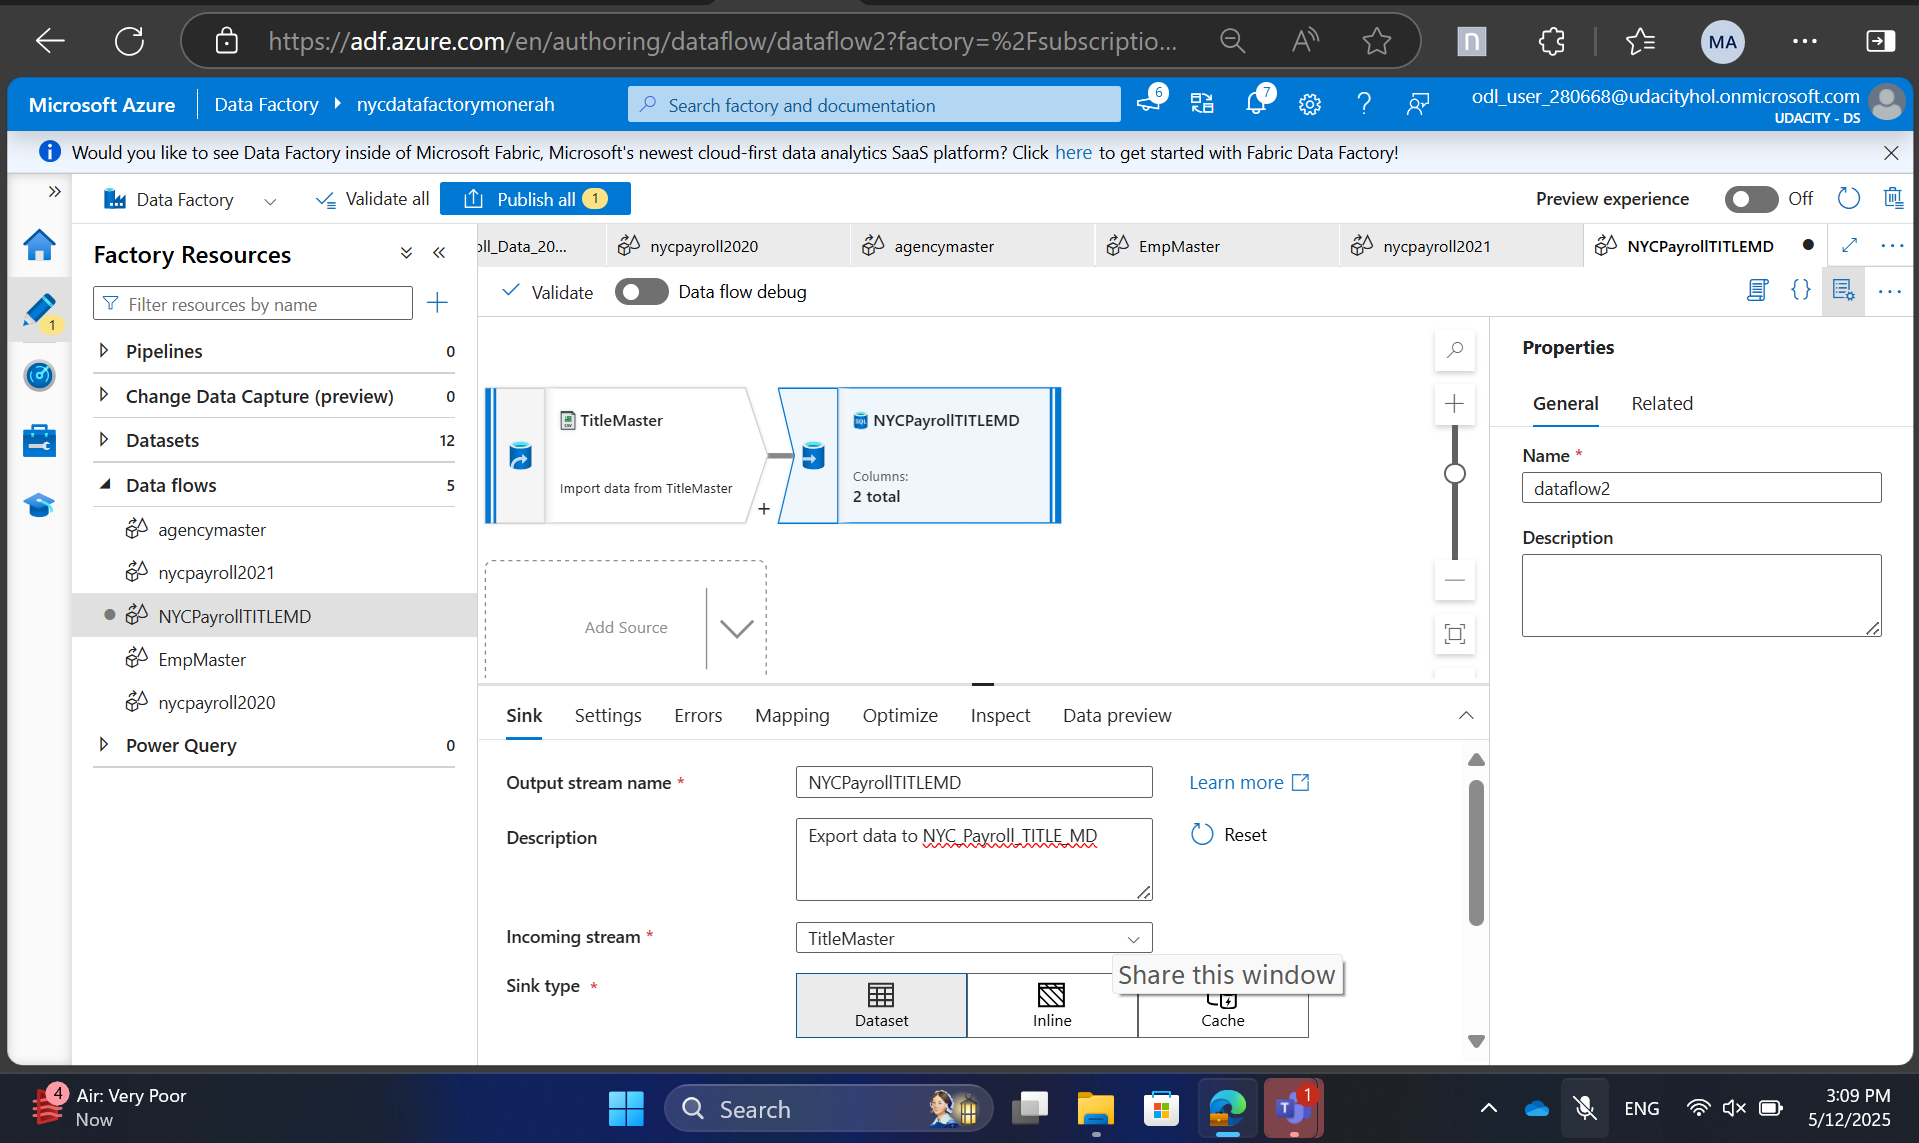 https://adf.azure.com/en/authoring/dataflow/dataflow2?factory=%2Fsubscriptio...
MA
Microsoft Azure
Data Factory
nycdatafactorymonerah
Search factory and documentation
6
7
odl_user_280668@udacityhol.onmicrosoft.com
UDACITY - DS
Would you like to see Data Factory inside of Microsoft Fabric, Microsoft's newest cloud-first data analytics SaaS platform? Click here to get started with Fabric Data Factory!
Data Factory
Validate all
Publish all 1
Preview experience
Off
1
Factory Resources
Filter resources by name
Pipelines 0
Change Data Capture (preview) 0
Datasets 12
Data flows 5
agencymaster
nycpayroll2021
NYCPayrollTITLEMD
EmpMaster
nycpayroll2020
Power Query 0
oll_Data_20...
nycpayroll2020
agencymaster
EmpMaster
nycpayroll2021
NYCPayrollTITLEMD
Validate
Data flow debug
TitleMaster
Import data from TitleMaster
NYCPayrollTITLEMD
Columns:
2 total
Add Source
Properties
General
Related
Name *
dataflow2
Description
Sink
Settings
Errors
Mapping
Optimize
Inspect
Data preview
Output stream name *
NYCPayrollTITLEMD
Learn more
Description
Export data to NYC_Payroll_TITLE_MD
Reset
Incoming stream *
TitleMaster
Share this window
Sink type *
Dataset
Inline
Cache
4
Air: Very Poor
Now
Search
1
ENG
3:09 PM
5/12/2025